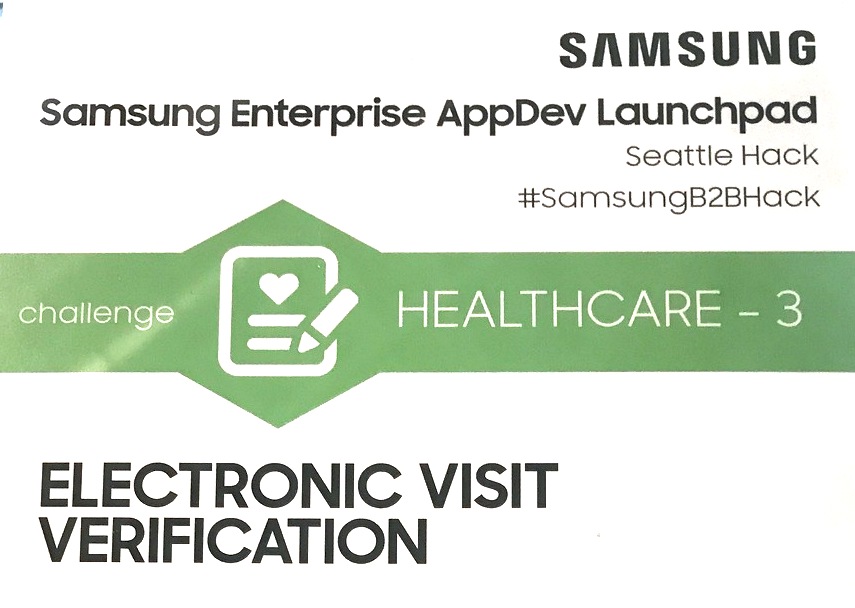 SAMSUNG
Samsung Enterprise AppDev Launchpad
Seattle Hack
#SamsungB2BHack
challenge
HEALTHCARE - 3
ELECTRONIC VISIT
VERIFICATION